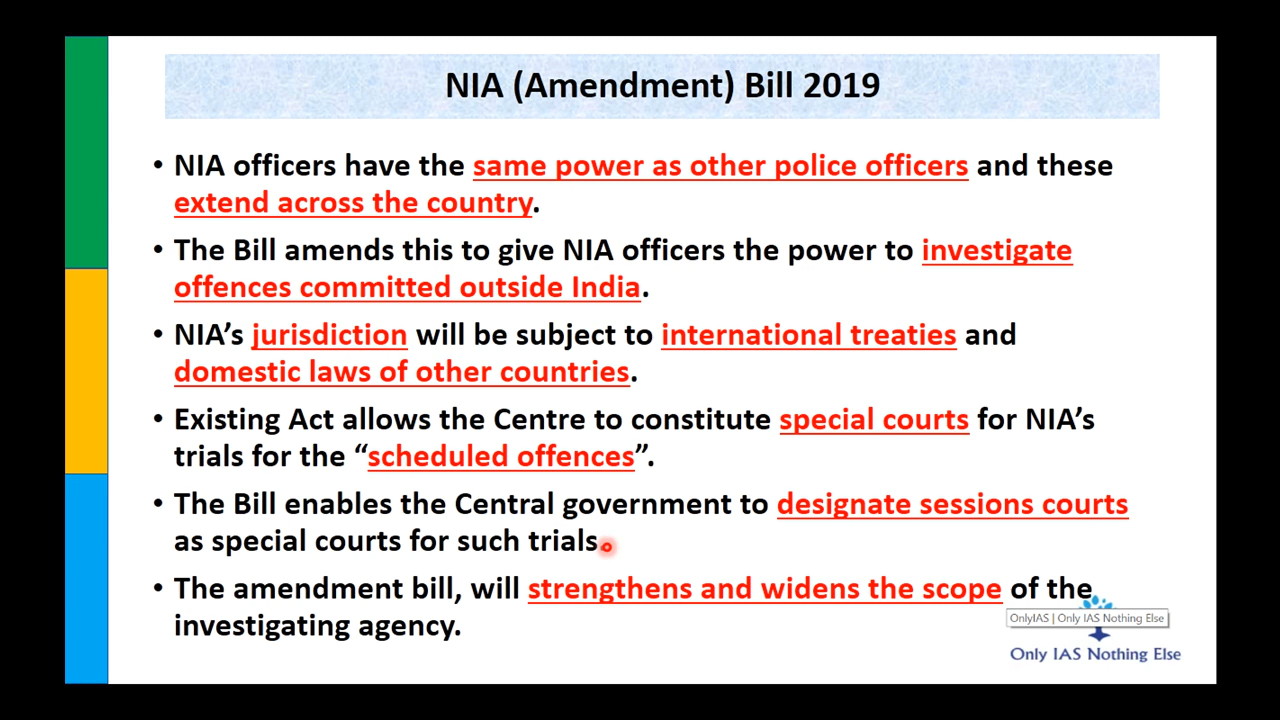 NIA (Amendment) Bill 2019
• NIA officers have the same power as other police officers and these
extend across the country.
• The Bill amends this to give NIA officers the power to investigate
offences committed outside India.
• NIA’s jurisdiction will be subject to international treaties and
domestic laws of other countries.
• Existing Act allows the Centre to constitute special courts for NIA’s
trials for the “scheduled offences”.
• The Bill enables the Central government to designate sessions courts
as special courts for such trials.
• The amendment bill, will strengthens and widens the scope of the
investigating agency.
OnlyIAS | Only IAS Nothing Else
Only IAS Nothing Else